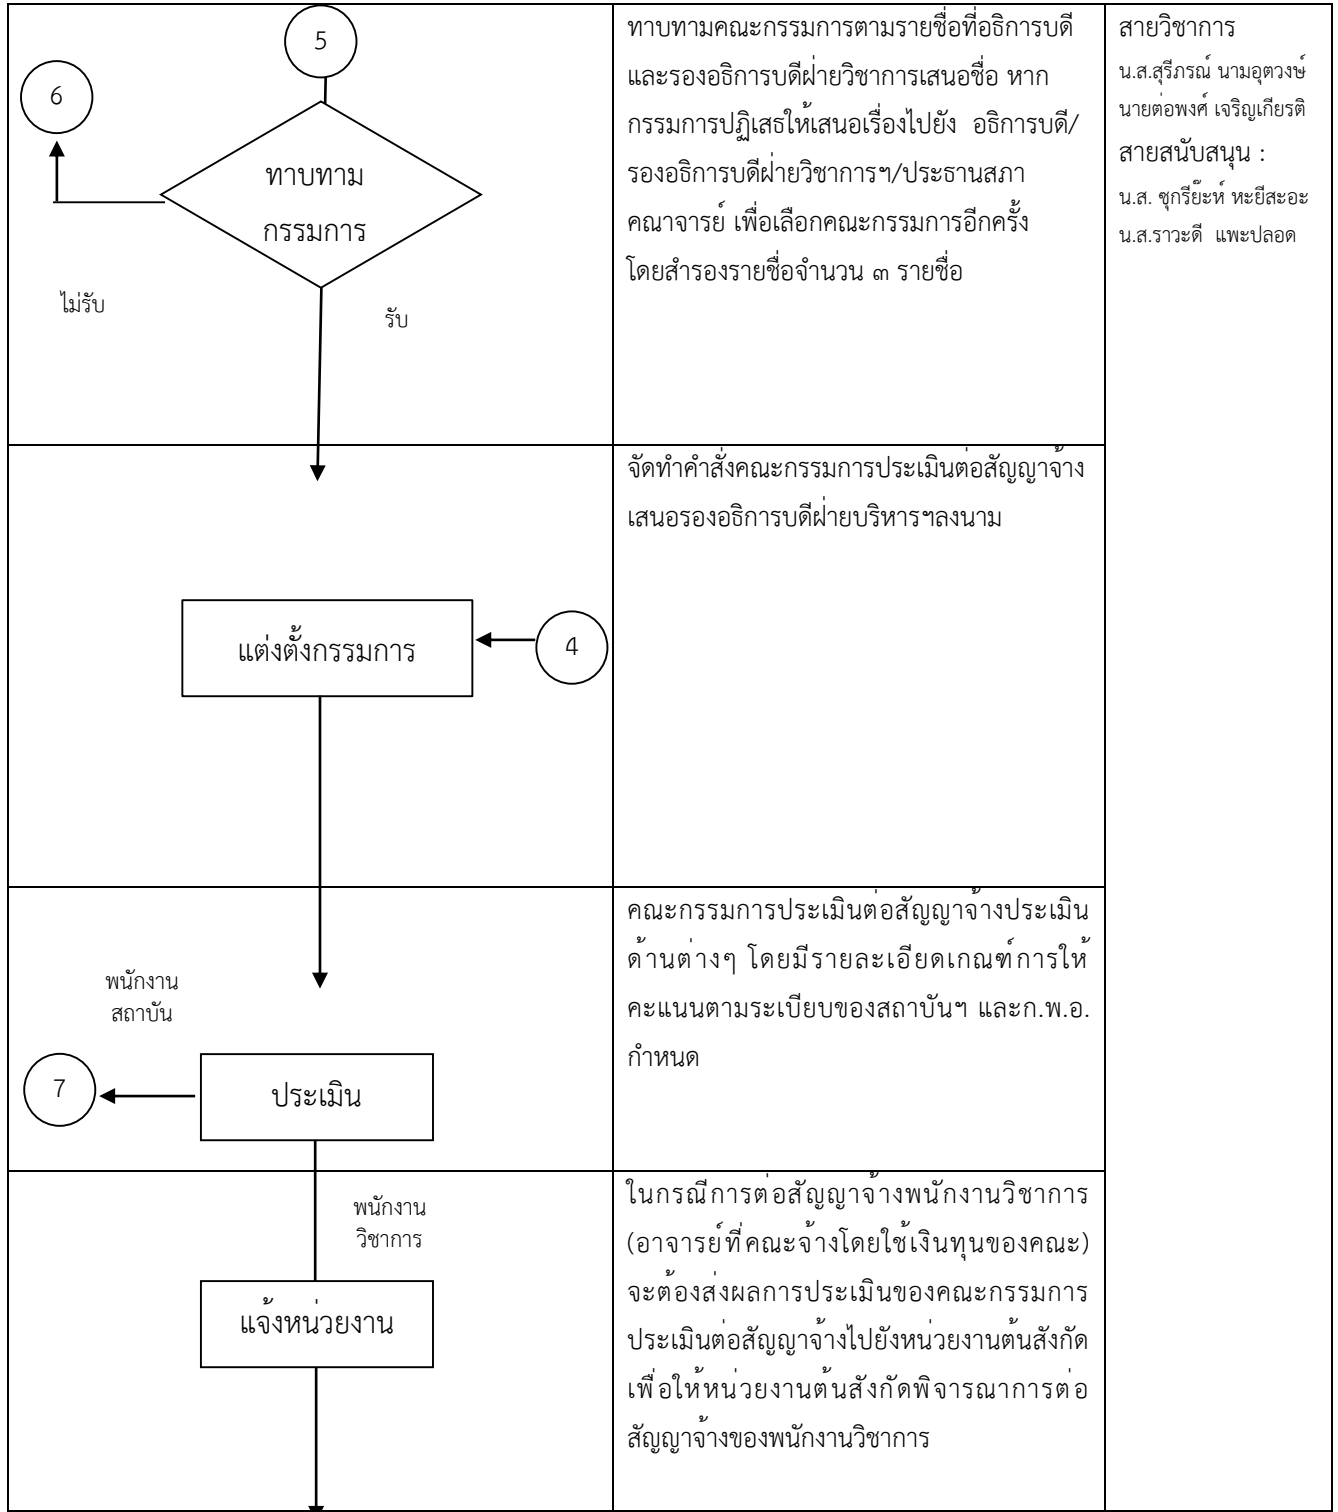 5
6
ทาบทาม
กรรมการ
ไม่รับ
รับ
ทาบทามคณะกรรมการตามรายชื่อที่อธิการบดี
และรองอธิการบดีฝ่ายวิชาการเสนอชื่อ หาก
กรรมการปฏิเสธให้เสนอเรื่องไปยัง อธิการบดี/
รองอธิการบดีฝ่ายวิชาการฯ/ประธานสภา
คณาจารย์ เพื่อเลือกคณะกรรมการอีกครั้ง
โดยสำรองรายชื่อจำนวน ๓ รายชื่อ
สายวิชาการ
น.ส.สุรีภรณ์ นามอุตวงษ์
นายต่อพงศ์ เจริญเกียรติ
สายสนับสนุน :
น.ส. ซุกรีย๊ะห์ หะยีสะอะ
น.ส.ราวะดี แพะปลอด
แต่งตั้งกรรมการ
4
จัดทำคำสั่งคณะกรรมการประเมินต่อสัญญาจ้าง
เสนอรองอธิการบดีฝ่ายบริหารฯลงนาม
พนักงาน
สถาบัน
7
ประเมิน
คณะกรรมการประเมินต่อสัญญาจ้างประเมิน
ด้านต่างๆ โดยมีรายละเอียดเกณฑ์การให้
คะแนนตามระเบียบของสถาบันฯ และก.พ.อ.
กำหนด
พนักงาน
วิชาการ
แจ้งหน่วยงาน
ในกรณีการต่อสัญญาจ้างพนักงานวิชาการ
(อาจารย์ที่คณะจ้างโดยใช้เงินทุนของคณะ)
จะต้องส่งผลการประเมินของคณะกรรมการ
ประเมินต่อสัญญาจ้างไปยังหน่วยงานต้นสังกัด
เพื่อให้หน่วยงานต้นสังกัดพิจารณาการต่อ
สัญญาจ้างของพนักงานวิชาการ